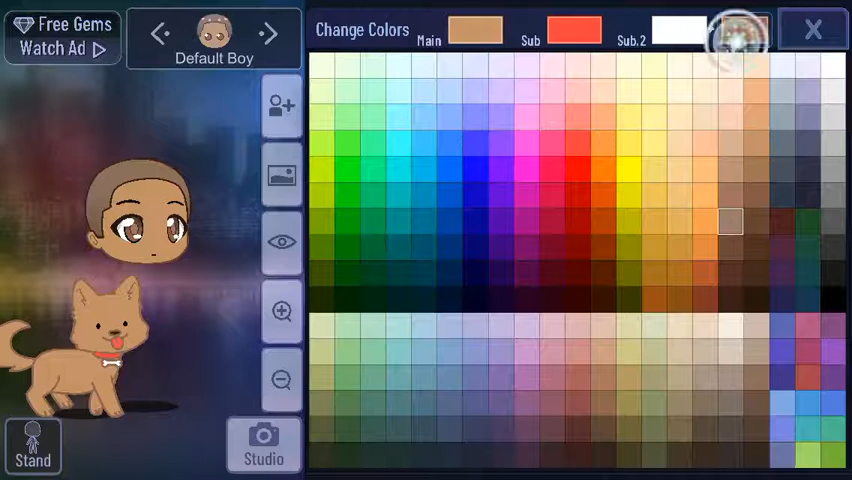 Free Gems
Watch Ad
Default Boy
Change Colors
Main
Sub
Sub.2
X
Stand
Studio